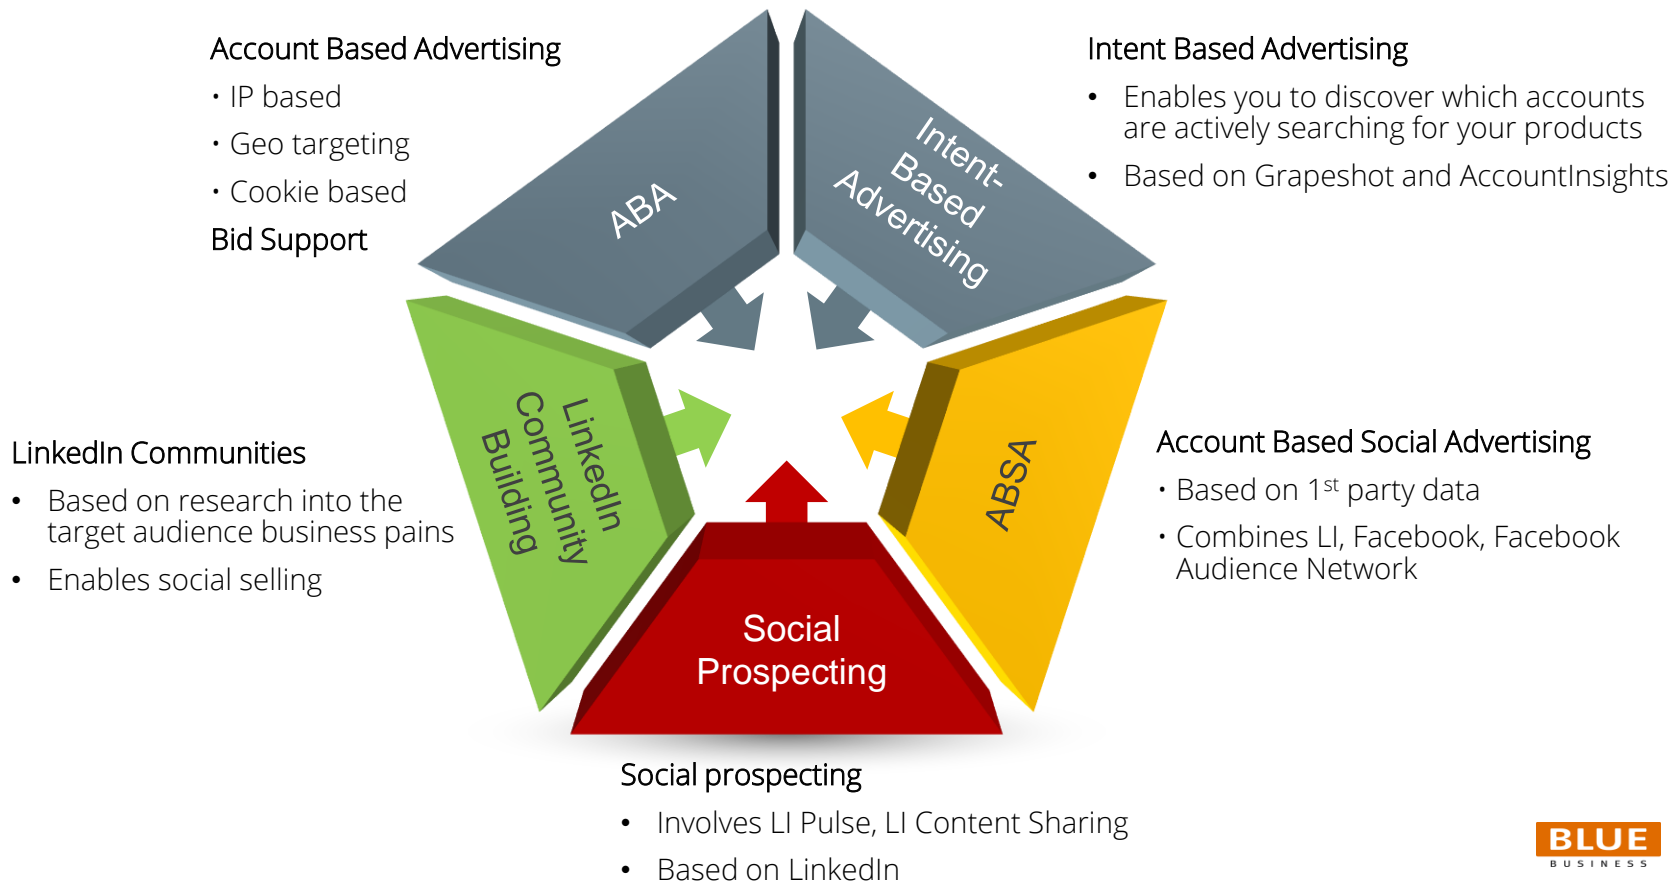 Account Based Advertising
• IP based
• Geo targeting
• Cookie based
Bid Support
Intent Based Advertising
• Enables you to discover which accounts
are actively searching for your products
• Based on Grapeshot and AccountInsights
ABA
Intent-
Based
Advertising
LinkedIn
Community
Building
ABSA
Social
Prospecting
LinkedIn Communities
• Based on research into the
target audience business pains
• Enables social selling
Account Based Social Advertising
• Based on 1st party data
• Combines LI, Facebook, Facebook
Audience Network
Social prospecting
• Involves LI Pulse, LI Content Sharing
• Based on LinkedIn
BLUE
BUSINESS